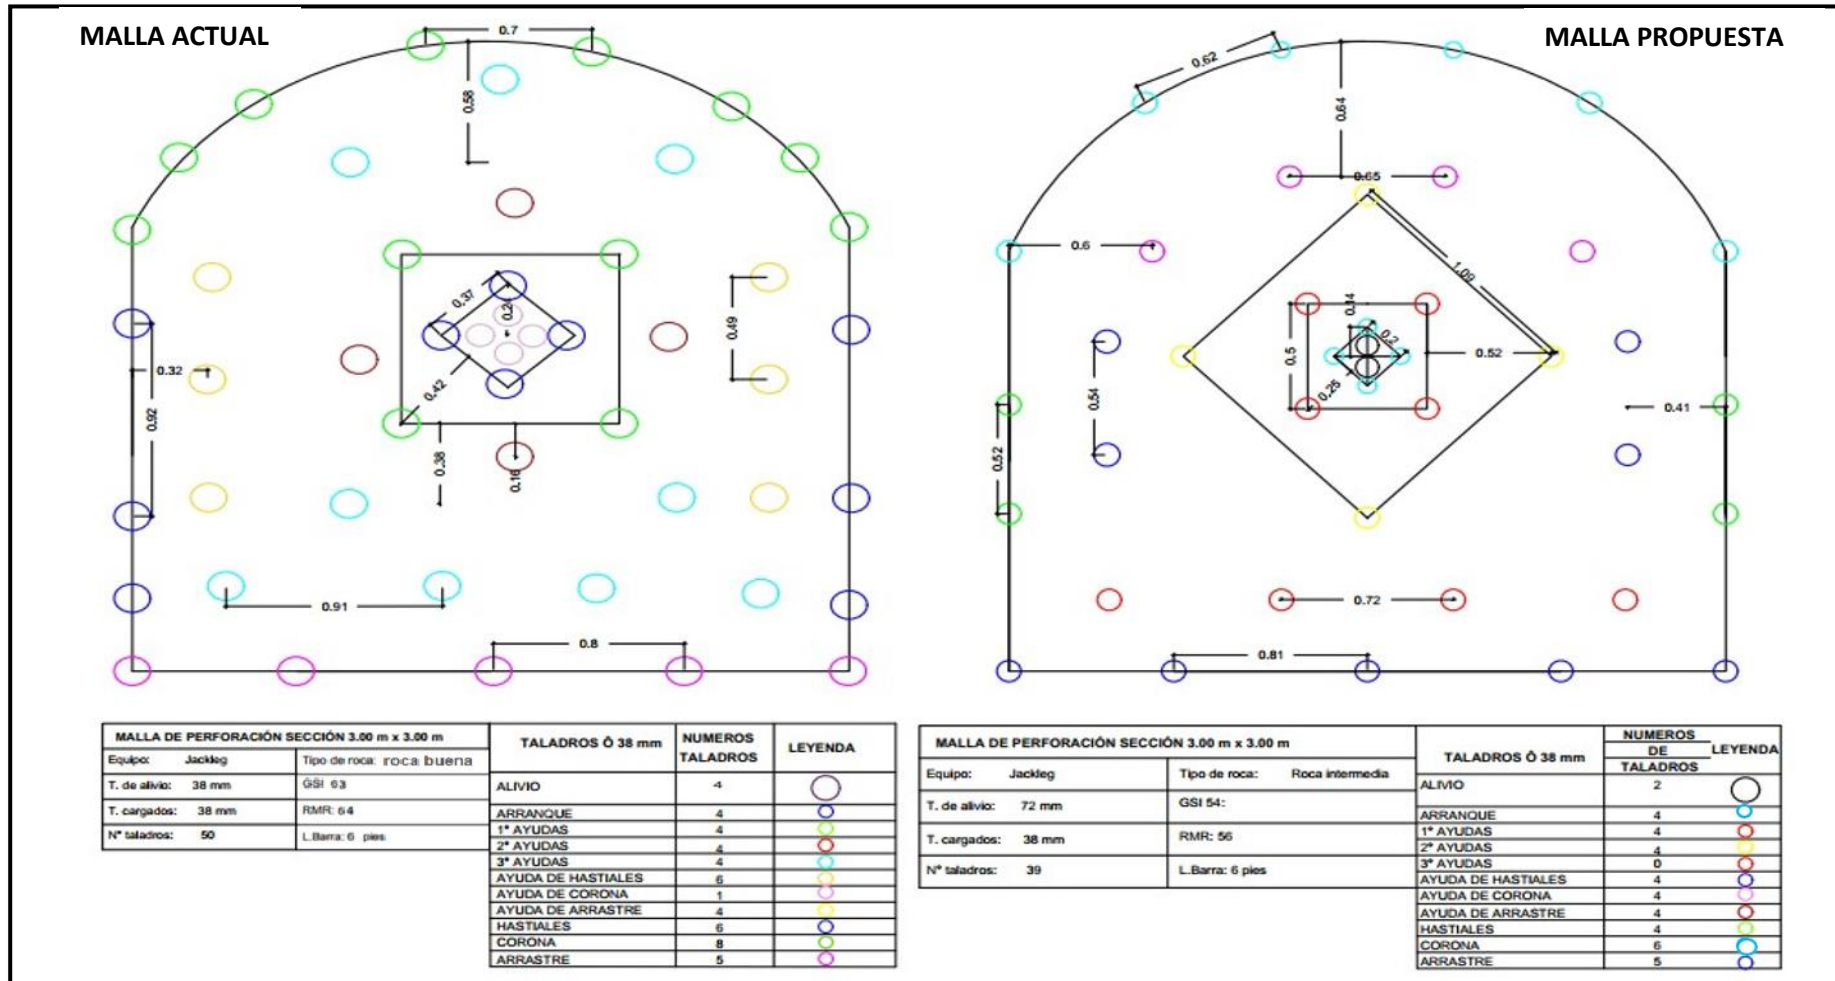 MALLA ACTUAL
0.7
0.58
0.37
0.24
0.49
0.32
0.92
0.42
0.38
0.16
0.91
0.8
MALLA PROPUESTA
0.62
0.64
0.65
0.6
1.09
0.14
0.2
0.5
0.52
0.25
0.54
0.41
0.52
0.72
0.81
MALLA DE PERFORACIÓN SECCIÓN 3.00 m x 3.00 m
Equipo: Jackleg Tipo de roca: roca buena
T. de alivio: 38 mm GSI 63
T. cargados: 38 mm RMR: 64
N° taladros: 50 L.Barra: 6 pies
TALADROS Ô 38 mm NUMEROS TALADROS LEYENDA
ALIVIO 4
ARRANQUE 4
1° AYUDAS 4
2° AYUDAS 4
3° AYUDAS 4
AYUDA DE HASTIALES 6
AYUDA DE CORONA 1
AYUDA DE ARRASTRE 4
HASTIALES 6
CORONA 8
ARRASTRE 5
MALLA DE PERFORACIÓN SECCIÓN 3.00 m x 3.00 m
Equipo: Jackleg Tipo de roca: Roca intermedia
T. de alivio: 72 mm GSI 54:
T. cargados: 38 mm RMR: 56
N° taladros: 39 L.Barra: 6 pies
TALADROS Ô 38 mm NUMEROS DE TALADROS LEYENDA
ALIVIO 2
ARRANQUE 4
1° AYUDAS 4
2° AYUDAS 4
3° AYUDAS 0
AYUDA DE HASTIALES 4
AYUDA DE CORONA 4
AYUDA DE ARRASTRE 4
HASTIALES 4
CORONA 6
ARRASTRE 5